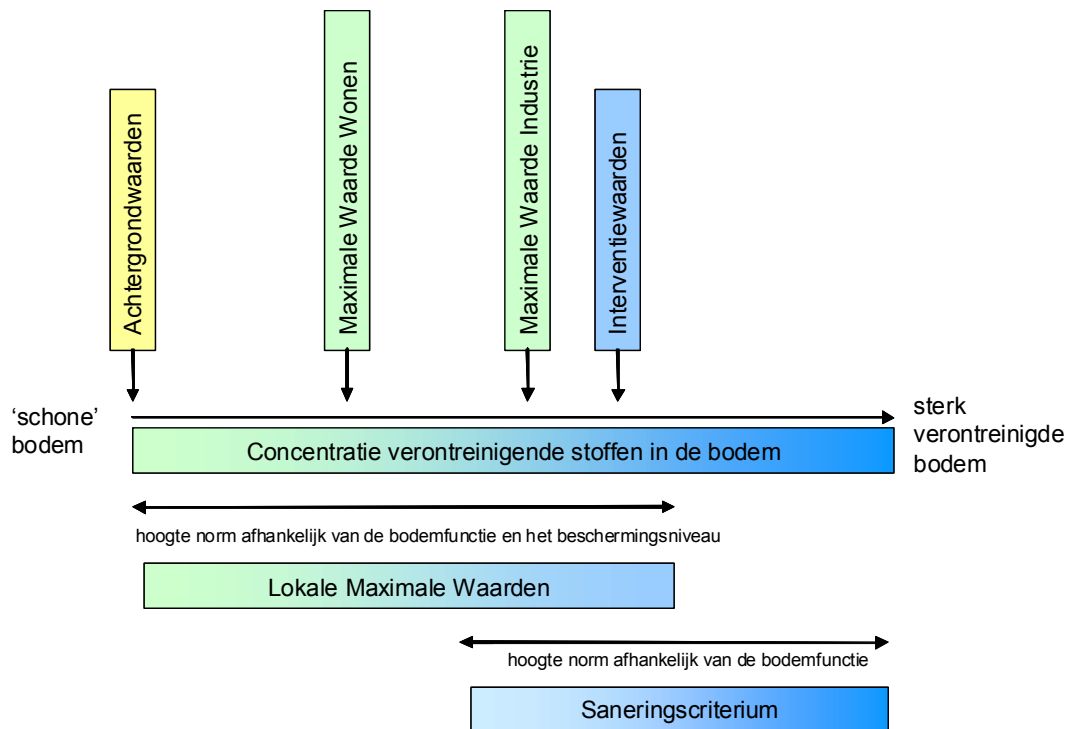 Achtergrondwaarden
Maximale Waarde Wonen
Maximale Waarde Industrie
Interventiewaarden
‘schone’
bodem
sterk
verontreinigde
bodem
Concentratie verontreinigende stoffen in de bodem
hoogte norm afhankelijk van de bodemfunctie en het beschermingsniveau
Lokale Maximale Waarden
hoogte norm afhankelijk van de bodemfunctie
Saneringscriterium